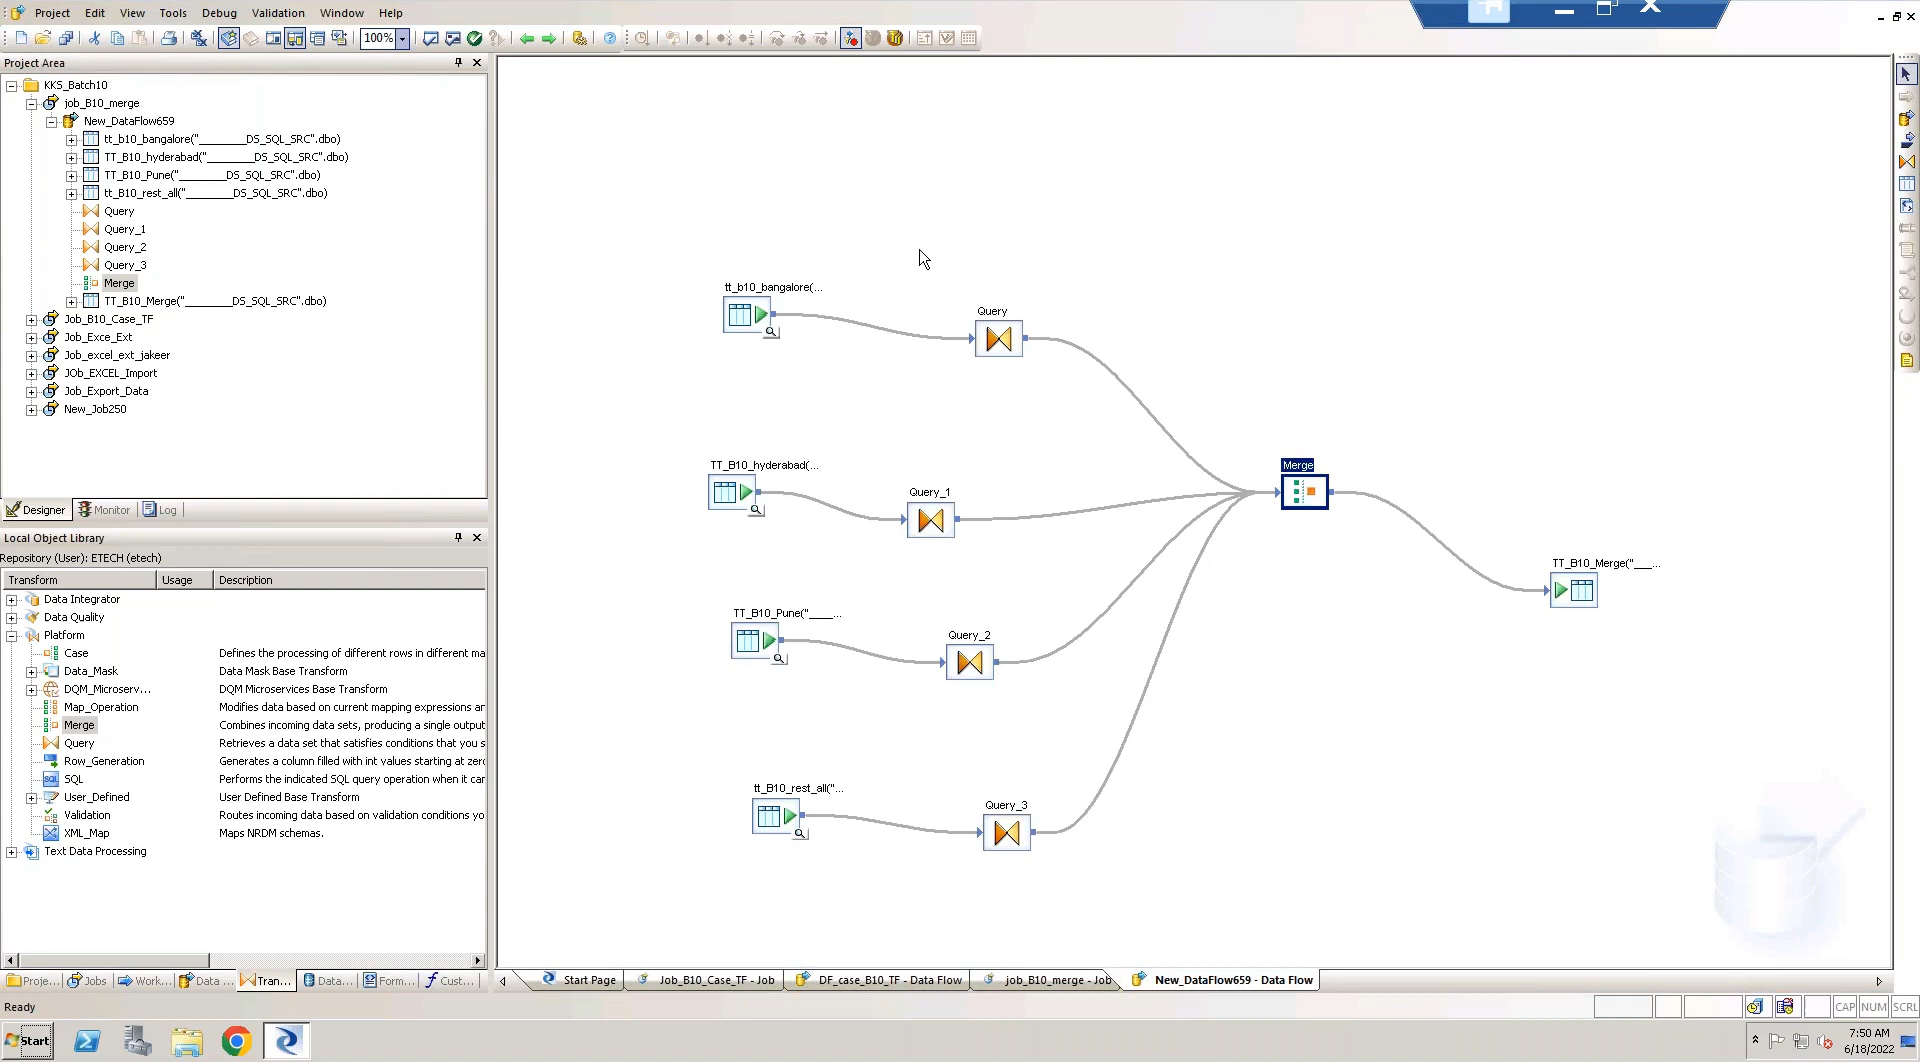 Project Edit View Tools Debug Validation Window Help
100%
Project Area
KKS_Batch10
job_B10_merge
New_DataFlow659
tt_b10_bangalore("________DS_SQL_SRC".dbo)
TT_B10_hyderabad("________DS_SQL_SRC".dbo)
TT_B10_Pune("________DS_SQL_SRC".dbo)
tt_B10_rest_all("________DS_SQL_SRC".dbo)
Query
Query_1
Query_2
Query_3
Merge
TT_B10_Merge("________DS_SQL_SRC".dbo)
Job_B10_Case_TF
Job_Exce_Ext
Job_excel_ext_jakeer
JOb_EXCEL_Import
Job_Export_Data
New_Job250
Designer Monitor Log
Local Object Library
Repository (User): ETECH (etech)
Transform Usage Description
Data Integrator
Data Quality
Platform
Case Defines the processing of different rows in different ma
Data_Mask Data Mask Base Transform
DQM_Microserv... DQM Microservices Base Transform
Map_Operation Modifies data based on current mapping expressions ar
Merge Combines incoming data sets, producing a single output
Query Retrieves a data set that satisfies conditions that you s
Row_Generation Generates a column filled with int values starting at zero
SQL Performs the indicated SQL query operation when it car
User_Defined User Defined Base Transform
Validation Routes incoming data based on validation conditions yo
XML_Map Maps NRDM schemas.
Text Data Processing
Proje... Jobs Work... Data ... Tran... Data... Form... Cust...
tt_b10_bangalore(...
Query
TT_B10_hyderabad(...
Query_1
Merge
TT_B10_Merge("___...
TT_B10_Pune("____...
Query_2
tt_B10_rest_all("...
Query_3
Start Page Job_B10_Case_TF - Job DF_case_B10_TF - Data Flow job_B10_merge - Job New_DataFlow659 - Data Flow
Ready
CAP NUM SCRL
Start
7:50 AM
6/18/2022